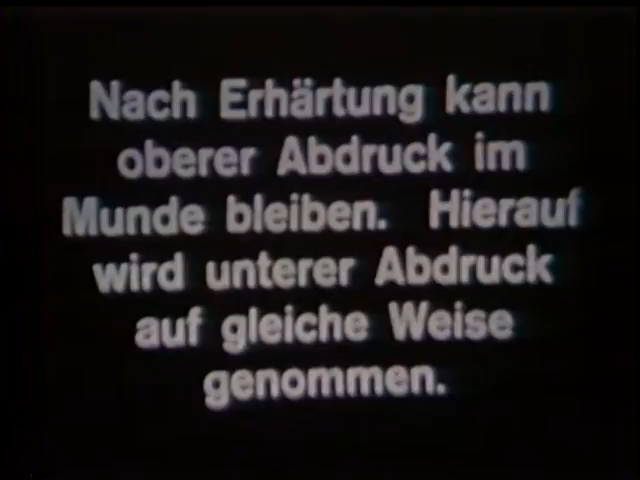 Nach Erhärtung kann
oberer Abdruck im
Munde bleiben. Hierauf
wird unterer Abdruck
auf gleiche Weise
genommen.